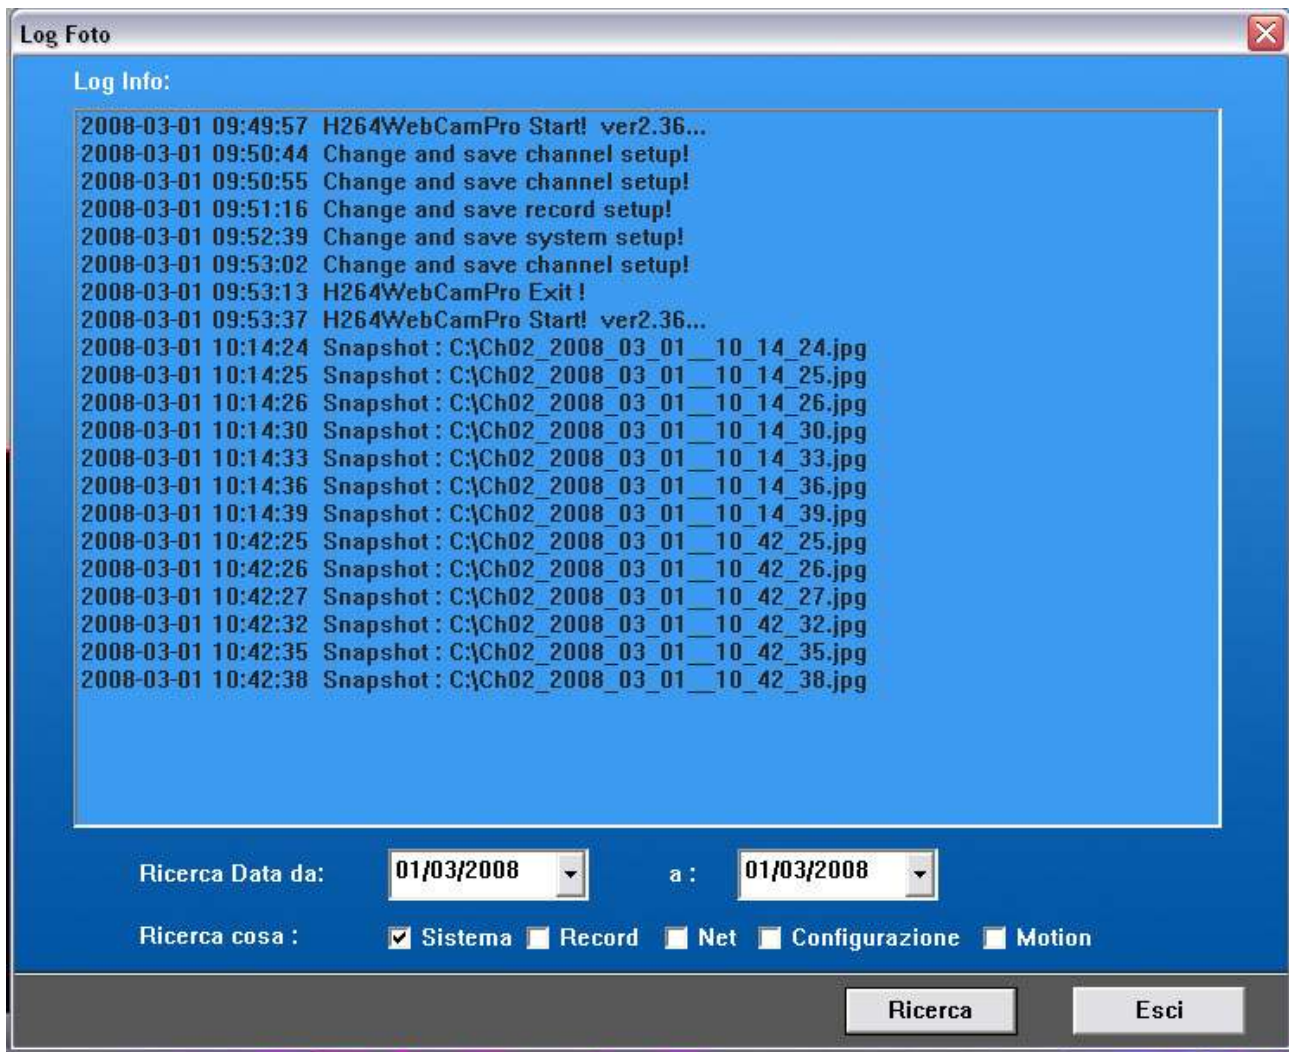 Log Foto
Log Info:
2008-03-01 09:49:57 H264WebCamPro Start! ver2.36...
2008-03-01 09:50:44 Change and save channel setup!
2008-03-01 09:50:55 Change and save channel setup!
2008-03-01 09:51:16 Change and save record setup!
2008-03-01 09:52:39 Change and save system setup!
2008-03-01 09:53:02 Change and save channel setup!
2008-03-01 09:53:13 H264WebCamPro Exit !
2008-03-01 09:53:37 H264WebCamPro Start! ver2.36...
2008-03-01 10:14:24 Snapshot : C:\Ch02_2008_03_01__10_14_24.jpg
2008-03-01 10:14:25 Snapshot : C:\Ch02_2008_03_01__10_14_25.jpg
2008-03-01 10:14:26 Snapshot : C:\Ch02_2008_03_01__10_14_26.jpg
2008-03-01 10:14:30 Snapshot : C:\Ch02_2008_03_01__10_14_30.jpg
2008-03-01 10:14:33 Snapshot : C:\Ch02_2008_03_01__10_14_33.jpg
2008-03-01 10:14:36 Snapshot : C:\Ch02_2008_03_01__10_14_36.jpg
2008-03-01 10:14:39 Snapshot : C:\Ch02_2008_03_01__10_14_39.jpg
2008-03-01 10:42:25 Snapshot : C:\Ch02_2008_03_01__10_42_25.jpg
2008-03-01 10:42:26 Snapshot : C:\Ch02_2008_03_01__10_42_26.jpg
2008-03-01 10:42:27 Snapshot : C:\Ch02_2008_03_01__10_42_27.jpg
2008-03-01 10:42:32 Snapshot : C:\Ch02_2008_03_01__10_42_32.jpg
2008-03-01 10:42:35 Snapshot : C:\Ch02_2008_03_01__10_42_35.jpg
2008-03-01 10:42:38 Snapshot : C:\Ch02_2008_03_01__10_42_38.jpg
Ricerca Data da: 01/03/2008 a : 01/03/2008
Ricerca cosa : Sistema Record Net Configurazione Motion
Ricerca Esci